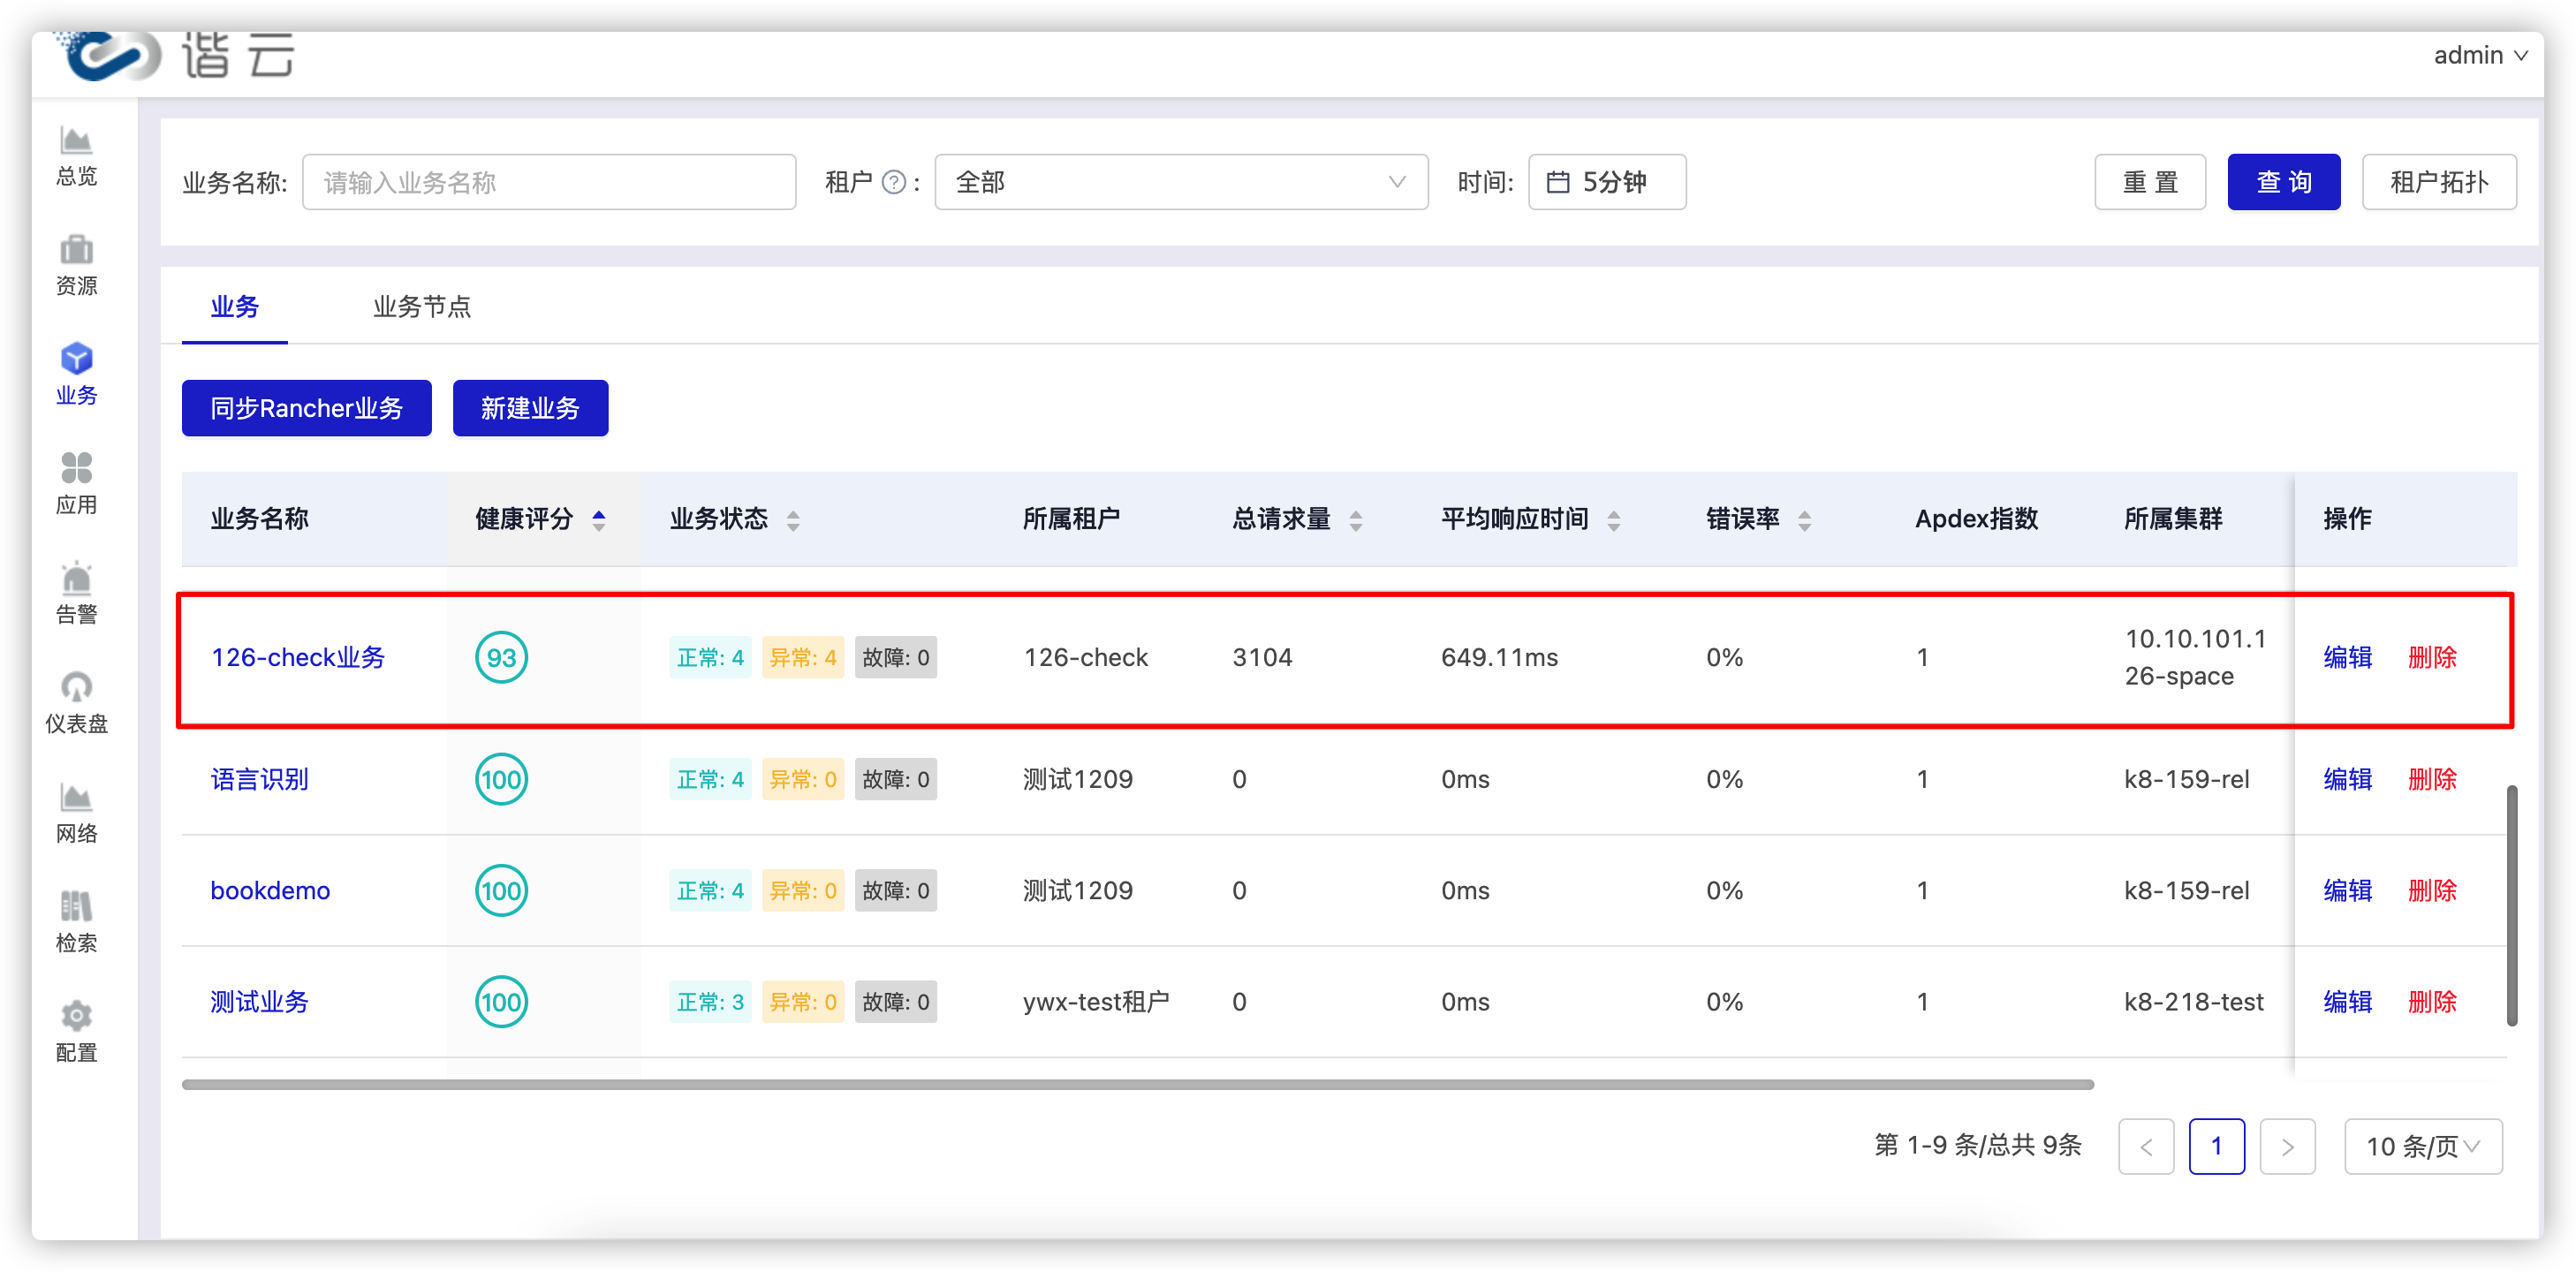 谐云
admin
总览
资源
业务
应用
告警
仪表盘
网络
检索
配置
业务名称: 请输入业务名称 租户 ? : 全部 时间: 5分钟 重 置 查 询 租户拓扑
业务 业务节点
同步Rancher业务 新建业务
业务名称 健康评分 业务状态 所属租户 总请求量 平均响应时间 错误率 Apdex指数 所属集群 操作
126-check业务 93 正常: 4 异常: 4 故障: 0 126-check 3104 649.11ms 0% 1 10.10.101.1 编辑 删除
26-space
语言识别 100 正常: 4 异常: 0 故障: 0 测试1209 0 0ms 0% 1 k8-159-rel 编辑 删除
bookdemo 100 正常: 4 异常: 0 故障: 0 测试1209 0 0ms 0% 1 k8-159-rel 编辑 删除
测试业务 100 正常: 3 异常: 0 故障: 0 ywx-test租户 0 0ms 0% 1 k8-218-test 编辑 删除
第 1-9 条/总共 9条 < 1 > 10 条/页